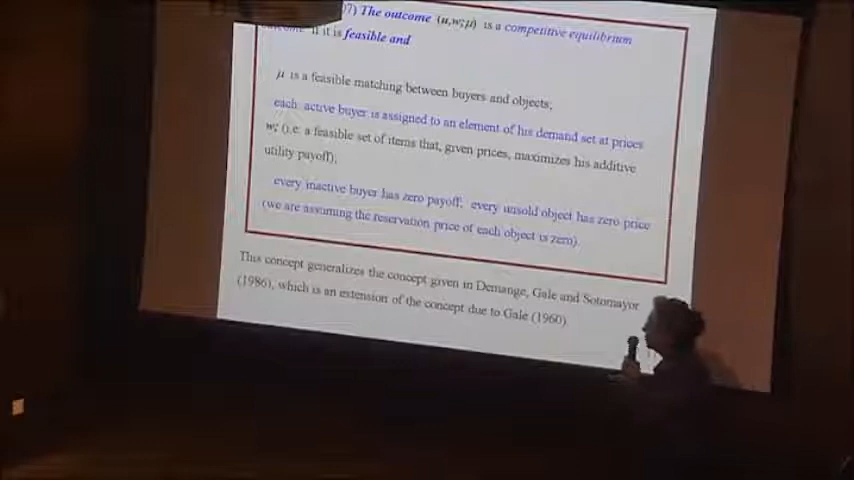 07) The outcome (u,w;μ) is a competitive equilibrium
outcome if it is feasible and
μ is a feasible matching between buyers and objects;
each active buyer is assigned to an element of his demand set at prices
w; (i.e. a feasible set of items that, given prices, maximizes his additive
utility payoff);
every inactive buyer has zero payoff; every unsold object has zero price
(we are assuming the reservation price of each object is zero).
This concept generalizes the concept given in Demange, Gale and Sotomayor
(1986), which is an extension of the concept due to Gale (1960)